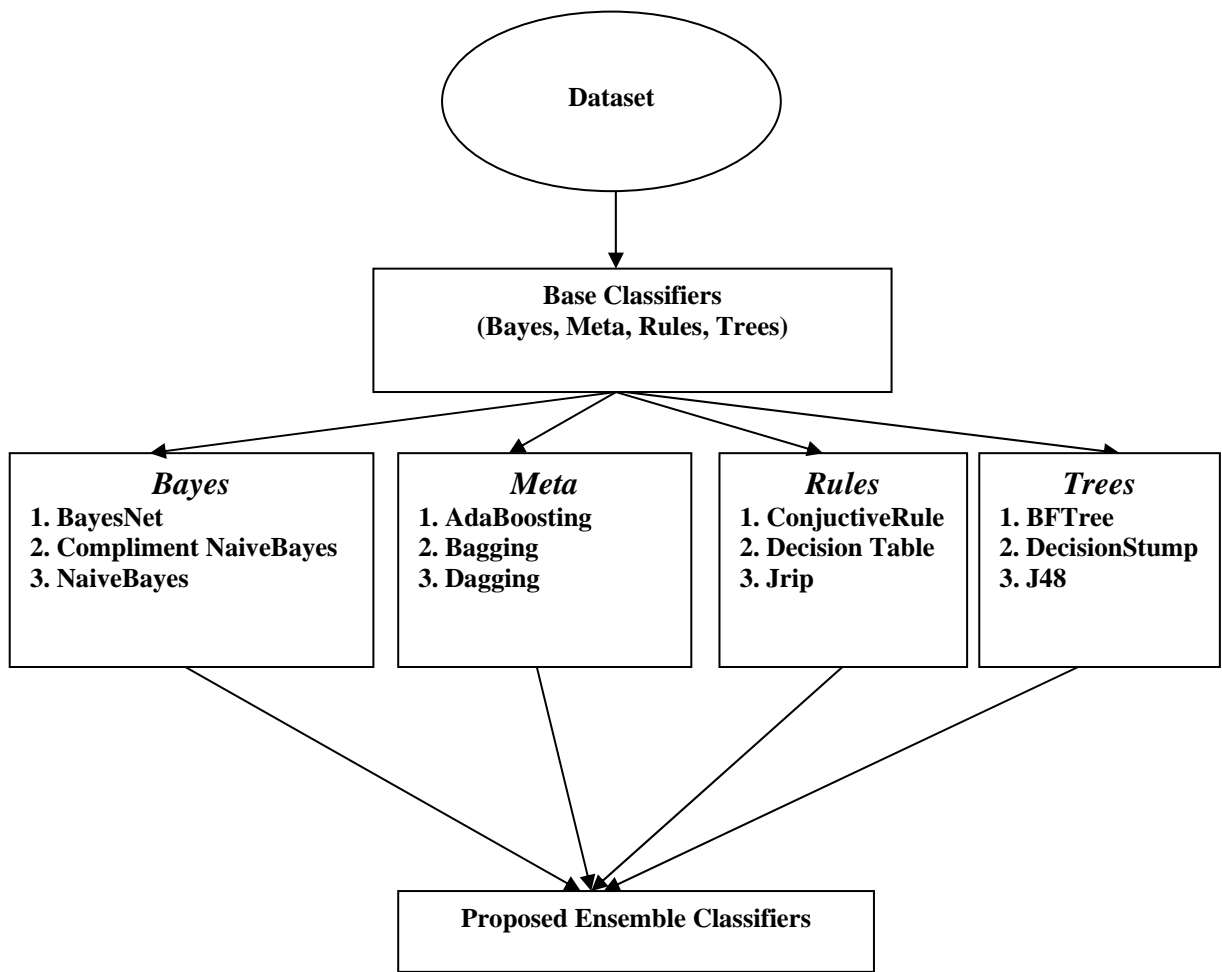 Dataset
Base Classifiers
(Bayes, Meta, Rules, Trees)
Bayes
1. BayesNet
2. Compliment NaiveBayes
3. NaiveBayes
Meta
1. AdaBoosting
2. Bagging
3. Dagging
Rules
1. ConjuctiveRule
2. Decision Table
3. Jrip
Trees
1. BFTree
2. DecisionStump
3. J48
Proposed Ensemble Classifiers